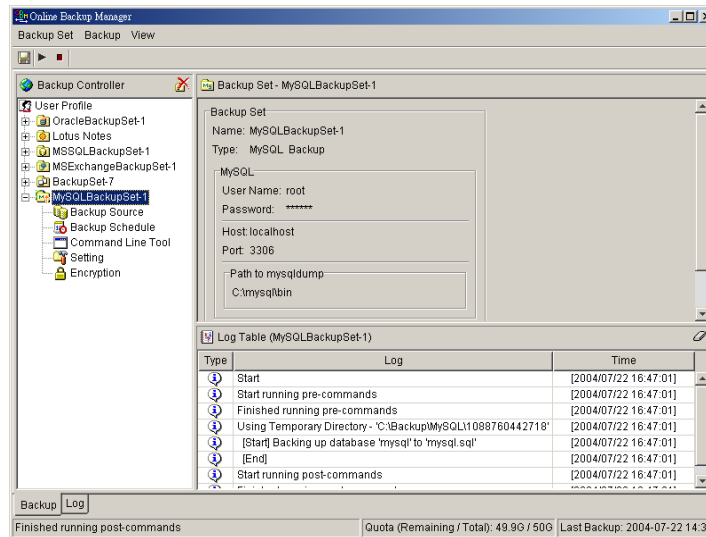 Online Backup Manager
Backup Set Backup View
Backup Controller
User Profile
OracleBackupSet-1
Lotus Notes
MSSQLBackupSet-1
MSExchangeBackupSet-1
BackupSet-7
MySQLBackupSet-1
Backup Source
Backup Schedule
Command Line Tool
Setting
Encryption
Backup Set - MySQLBackupSet-1
Backup Set
Name: MySQLBackupSet-1
Type: MySQL Backup
MySQL
User Name: root
Password: ******
Host: localhost
Port: 3306
Path to mysqldump
C:\mysql\bin
Log Table (MySQLBackupSet-1)
Type Log Time
Start [2004/07/22 16:47:01]
Start running pre-commands [2004/07/22 16:47:01]
Finished running pre-commands [2004/07/22 16:47:01]
Using Temporary Directory - 'C:\Backup\MySQL\1088760442718' [2004/07/22 16:47:01]
[Start] Backing up database 'mysql' to 'mysql.sql' [2004/07/22 16:47:01]
[End] [2004/07/22 16:47:01]
Start running post-commands [2004/07/22 16:47:01]
Backup Log
Finished running post-commands Quota (Remaining / Total): 49.9G / 50G Last Backup: 2004-07-22 14:3